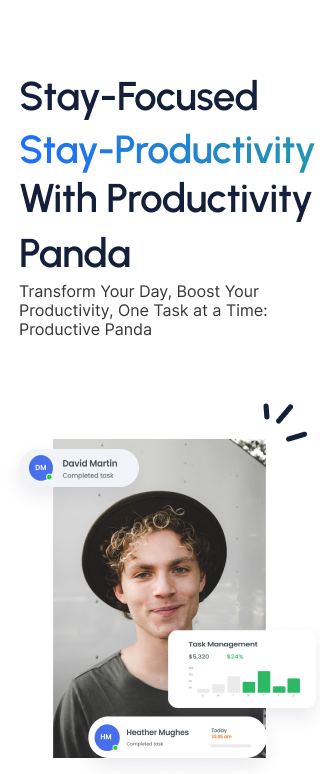 Stay-Focused
Stay-Productivity
With Productivity
Panda
Transform Your Day, Boost Your
Productivity, One Task at a Time:
Productive Panda
DM
David Martin
Completed task
Task Management
$5,320
$24%
HM
Heather Mughes
Completed task
Today
10:45 am